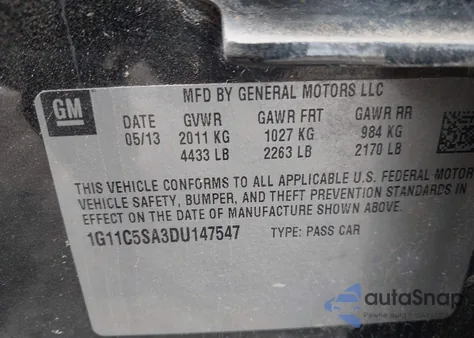 MFD BY GENERAL MOTORS LLC
GM
DATE GVWR GAWR FRT GAWR RR
05/13 2011 KG 1027 KG 984 KG
4433 LB 2263 LB 2170 LB
THIS VEHICLE CONFORMS TO ALL APPLICABLE U.S. FEDERAL MOTOR
VEHICLE SAFETY, BUMPER, AND THEFT PREVENTION STANDARDS IN
EFFECT ON THE DATE OF MANUFACTURE SHOWN ABOVE.
1G11C5SA3DU147547 TYPE: PASS CAR
autoSnap